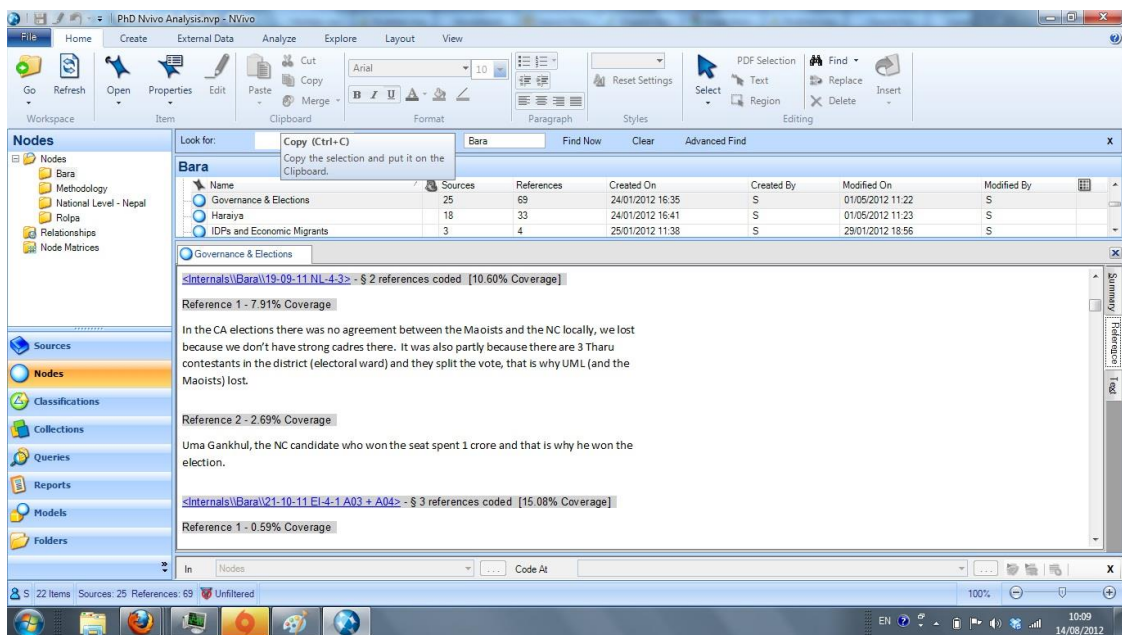 PhD Nvivo Analysis.nvp - NVivo
File Home Create External Data Analyze Explore Layout View
Go Refresh Open Properties Edit Paste Cut Copy Merge
Arial 10
B I U A
Reset Settings
Select PDF Selection Text Region
Find Replace Delete Insert
Workspace Item Clipboard Format Paragraph Styles Editing
Nodes
Look for: Bara Find Now Clear Advanced Find X
Copy (Ctrl+C)
Copy the selection and put it on the
Clipboard.
Nodes
Bara
Methodology
National Level - Nepal
Rolpa
Relationships
Node Matrices
Bara
Name Sources References Created On Created By Modified On Modified By
Governance & Elections 25 69 24/01/2012 16:35 S 01/05/2012 11:22 S
Haraiya 18 33 24/01/2012 16:41 S 01/05/2012 11:23 S
IDPs and Economic Migrants 3 4 25/01/2012 11:38 S 29/01/2012 18:56 S
Governance & Elections
<Internals\\Bara\\19-09-11 NL-4-3> - § 2 references coded [10.60% Coverage]
Reference 1 - 7.91% Coverage
In the CA elections there was no agreement between the Maoists and the NC locally, we lost
because we don't have strong cadres there. It was also partly because there are 3 Tharu
contestants in the district (electoral ward) and they split the vote, that is why UML (and the
Maoists) lost.
Reference 2 - 2.69% Coverage
Uma Gankhul, the NC candidate who won the seat spent 1 crore and that is why he won the
election.
<Internals\\Bara\\21-10-11 EI-4-1 A03 + A04> - § 3 references coded [15.08% Coverage]
Reference 1 - 0.59% Coverage
Summary
Reference
Text
Sources
Nodes
Classifications
Collections
Queries
Reports
Models
Folders
In Nodes ... Code At ... X
S 22 Items Sources: 25 References: 69 Unfiltered 100%
EN 10:09
14/08/2012